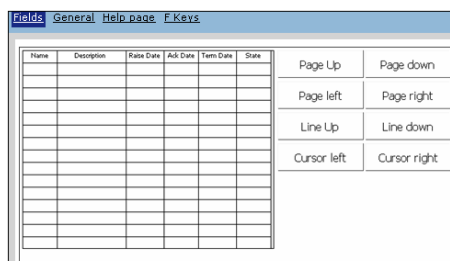 Fields General Help page F Keys
Name Description Raise Date Ack Date Term Date State
Page Up Page down
Page left Page right
Line Up Line down
Cursor left Cursor right